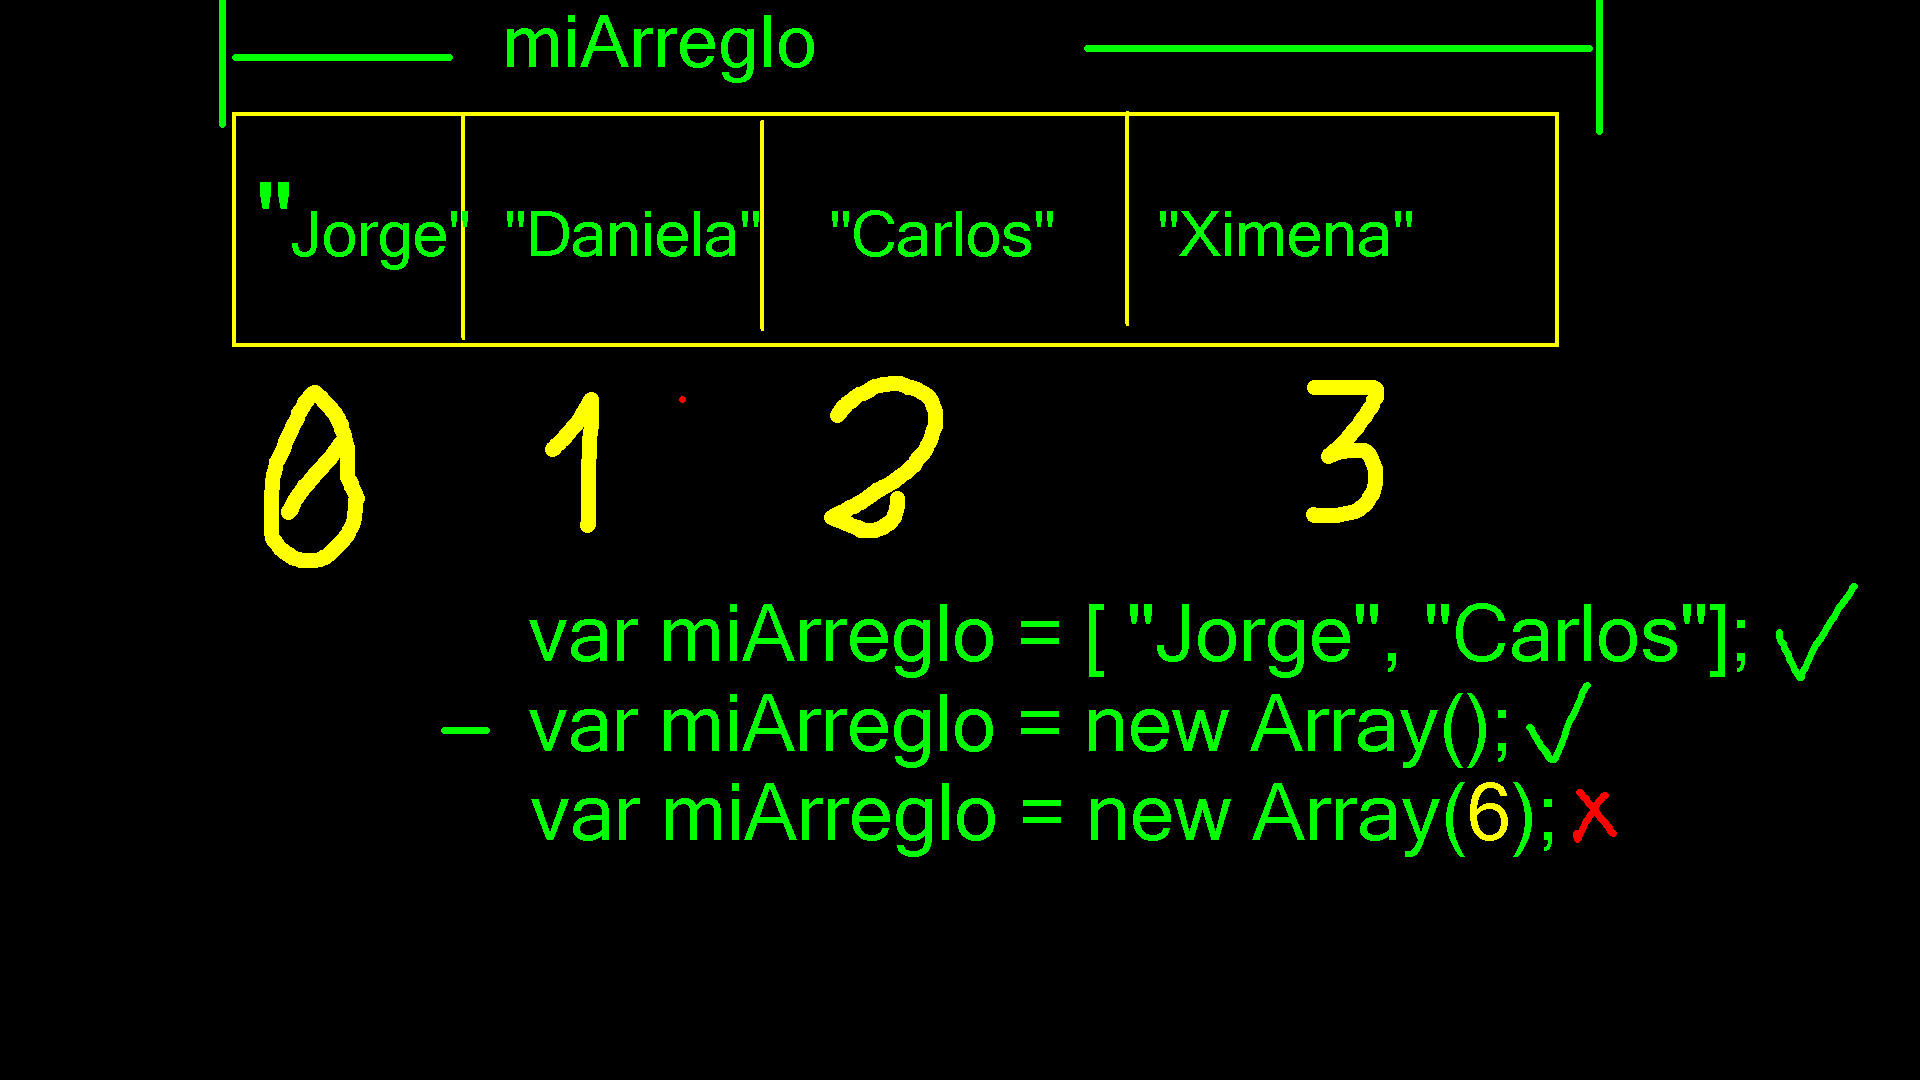 miArreglo
"Jorge" "Daniela" "Carlos" "Ximena"
0 1 2 3
var miArreglo = [ "Jorge", "Carlos"];
– var miArreglo = new Array();
var miArreglo = new Array(6); x